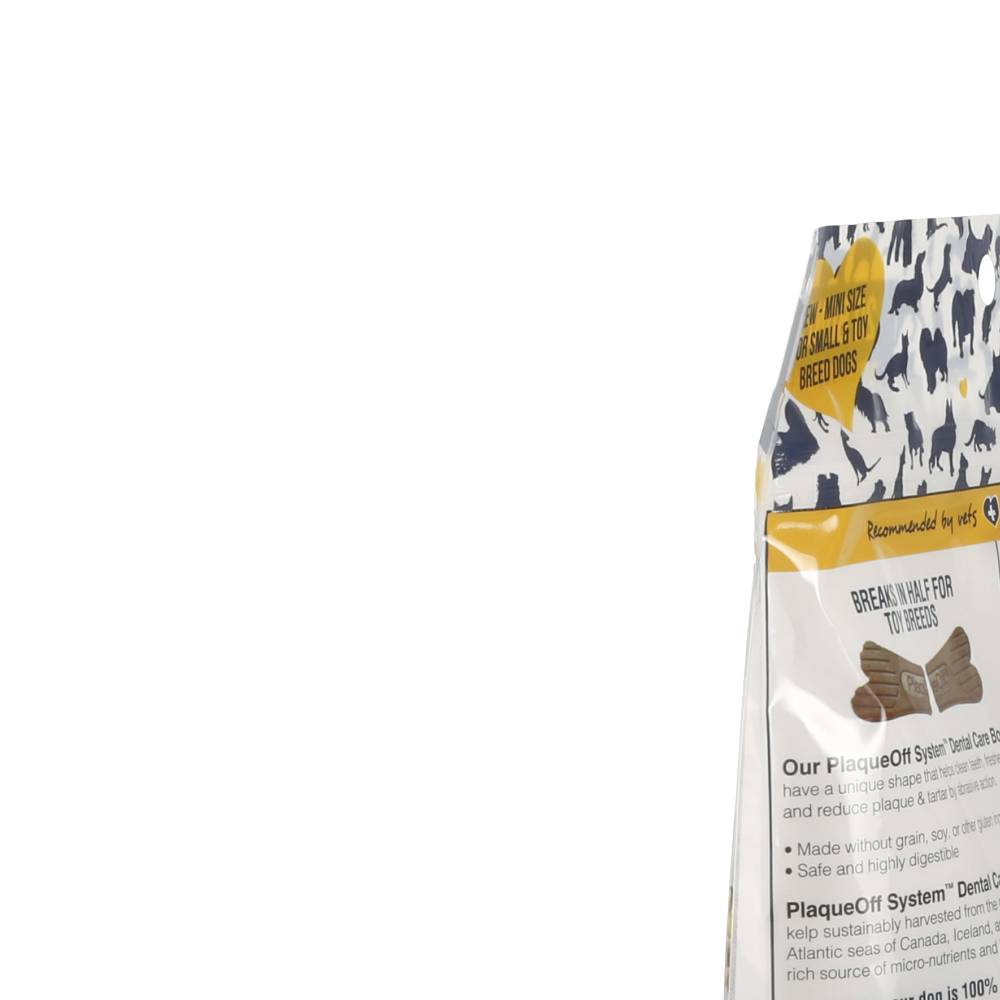 - MINI SIZE
SMALL & TOY
BREED DOGS
Recommended by vets
BREAKS IN HALF FOR
TOY BREEDS
PlaqueOff
Our PlaqueOff System™ Dental Care
have a unique shape that helps clean teeth,
and reduce plaque & tartar by abrasive action.
• Made without grain, soy, or other gluten
• Safe and highly digestible
PlaqueOff System™ Dental
kelp sustainably harvested from the
Atlantic seas of Canada, Iceland,
rich source of micro-nutrients and
dog is 100%